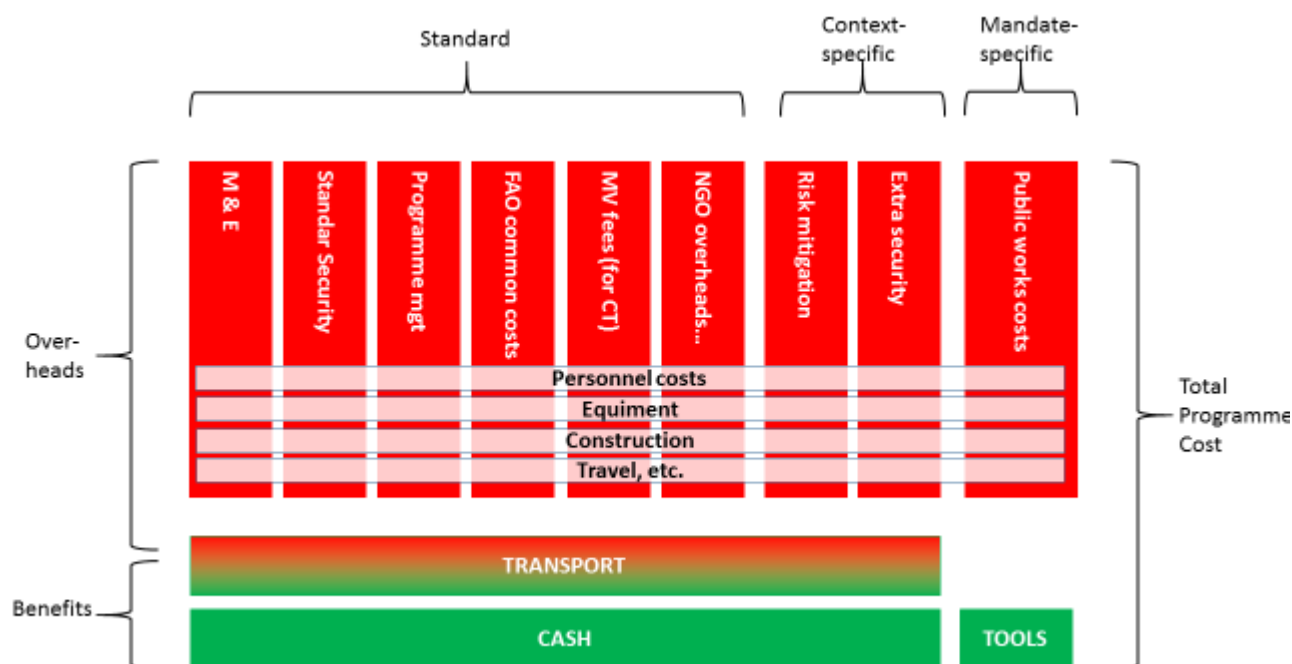 Standard
Context-
specific
Mandate-
specific
M & E
Standar Security
Programme mgt
FAO common costs
MV fees (for CT)
NGO overheads...
Risk mitigation
Extra security
Public works costs
Over-
heads
Personnel costs
Equiment
Construction
Travel, etc.
Total
Programme
Cost
TRANSPORT
Benefits
CASH
TOOLS